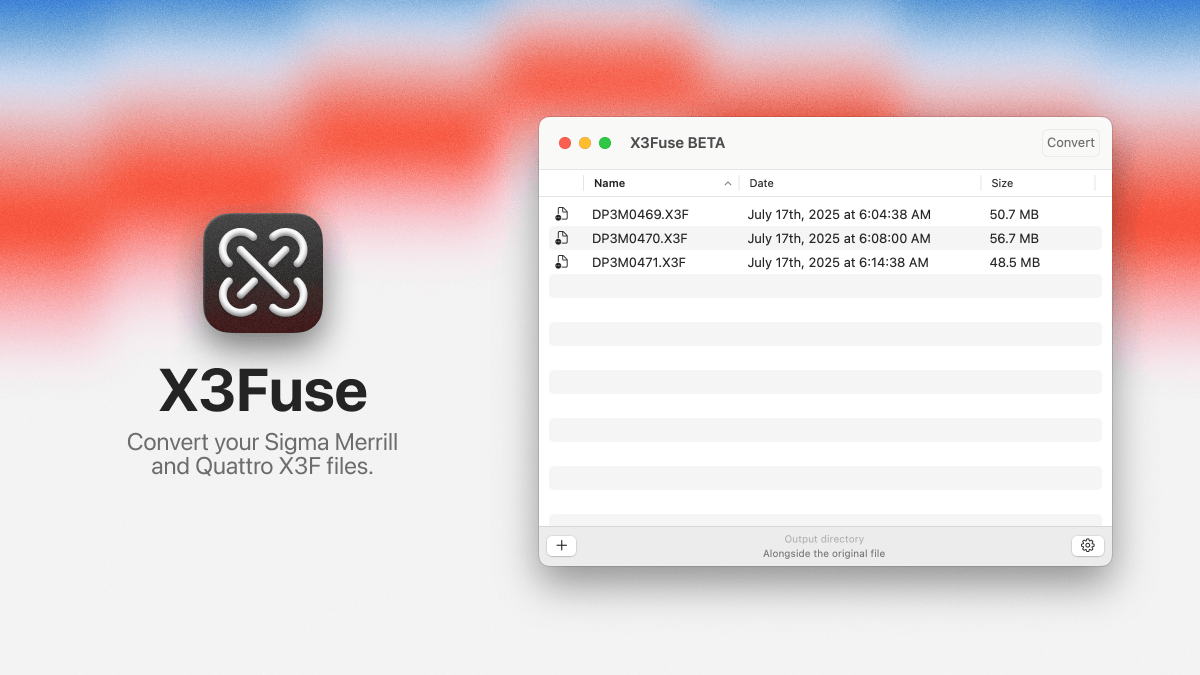 X3Fuse
Convert your Sigma Merrill
and Quattro X3F files.
X3Fuse BETA
Convert
Name Date Size
DP3M0469.X3F July 17th, 2025 at 6:04:38 AM 50.7 MB
DP3M0470.X3F July 17th, 2025 at 6:08:00 AM 56.7 MB
DP3M0471.X3F July 17th, 2025 at 6:14:38 AM 48.5 MB
Output directory
Alongside the original file